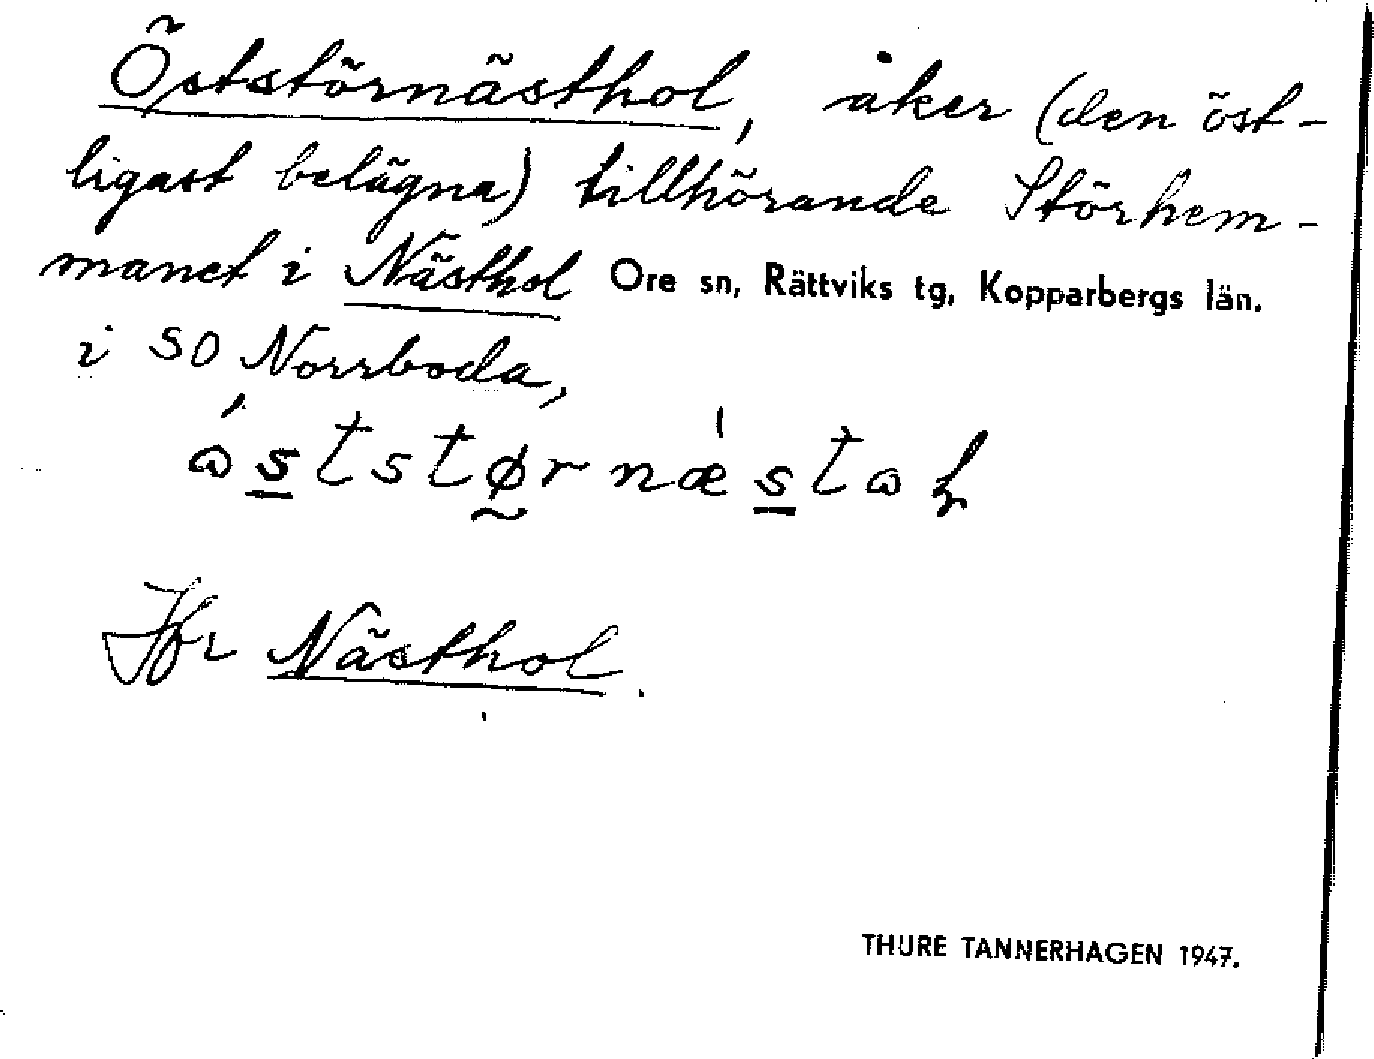 Öststörnästhol, åker (den öst-
ligast belägna) tillhörande Störhem-
manet i Nästhol Ore sn, Rättviks tg, Kopparbergs län.
i SO Norrboda,
Jfr Nästhol.
THURE TANNERHAGEN 1947.